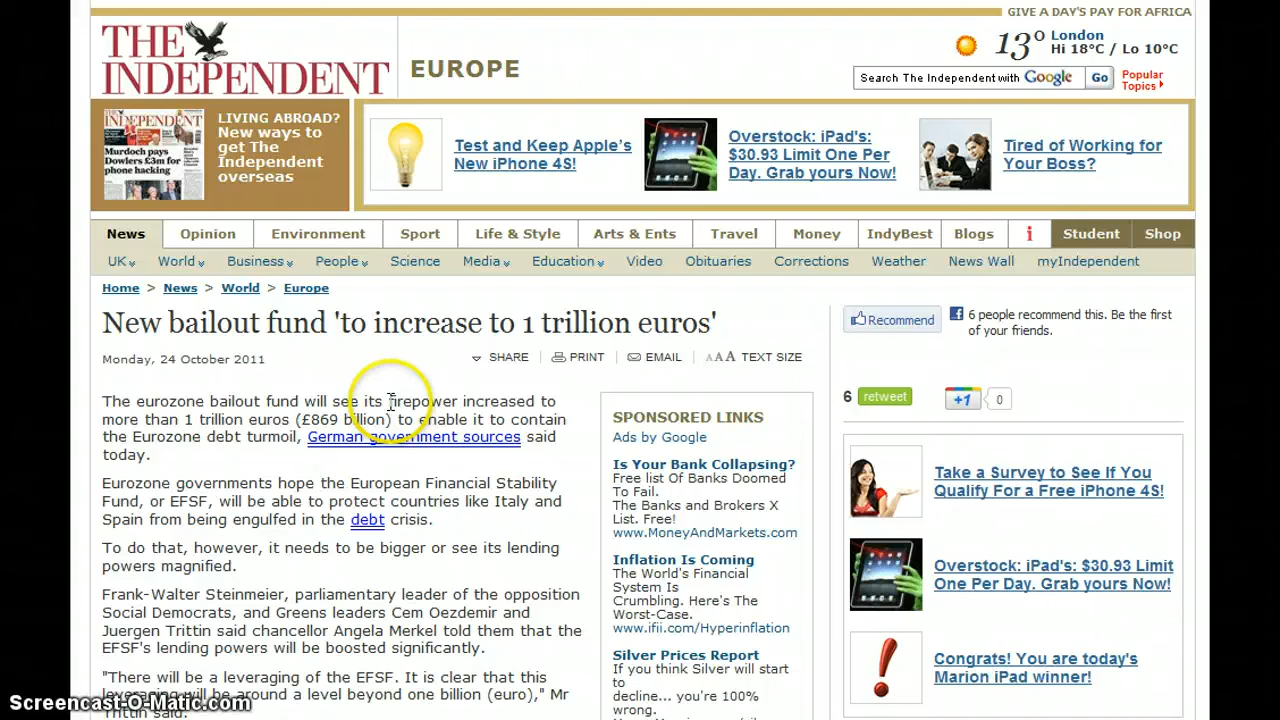 GIVE A DAY'S PAY FOR AFRICA
THE INDEPENDENT
EUROPE
13° London
Hi 18°C / Lo 10°C
Search The Independent with Google Go
Popular Topics
THE INDEPENDENT
Murdoch pays
Dowlers £3m for
phone hacking
LIVING ABROAD?
New ways to
get The
Independent
overseas
Test and Keep Apple's
New iPhone 4S!
Overstock: iPad's:
$30.93 Limit One Per
Day. Grab yours Now!
Tired of Working for
Your Boss?
News Opinion Environment Sport Life & Style Arts & Ents Travel Money IndyBest Blogs i Student Shop
UK World Business People Science Media Education Video Obituaries Corrections Weather News Wall myIndependent
Home > News > World > Europe
New bailout fund 'to increase to 1 trillion euros'
Monday, 24 October 2011
SHARE PRINT EMAIL AAA TEXT SIZE
The eurozone bailout fund will see its firepower increased to
more than 1 trillion euros (£869 billion) to enable it to contain
the Eurozone debt turmoil, German government sources said
today.
Eurozone governments hope the European Financial Stability
Fund, or EFSF, will be able to protect countries like Italy and
Spain from being engulfed in the debt crisis.
To do that, however, it needs to be bigger or see its lending
powers magnified.
Frank-Walter Steinmeier, parliamentary leader of the opposition
Social Democrats, and Greens leaders Cem Oezdemir and
Juergen Trittin said chancellor Angela Merkel told them that the
EFSF's lending powers will be boosted significantly.
"There will be a leveraging of the EFSF. It is clear that this
leveraging will be around a level beyond one billion (euro)," Mr
Trittin said.
SPONSORED LINKS
Ads by Google
Is Your Bank Collapsing?
Free list Of Banks Doomed
To Fail.
The Banks and Brokers X
List. Free!
www.MoneyAndMarkets.com
Inflation Is Coming
The World's Financial
System Is
Crumbling. Here's The
Worst-Case.
www.ifii.com/Hyperinflation
Silver Prices Report
If you think Silver will start
to
decline... you're 100%
wrong.
Recommend
6 people recommend this. Be the first
of your friends.
6 retweet
+1 0
Take a Survey to See If You
Qualify For a Free iPhone 4S!
Overstock: iPad's: $30.93 Limit
One Per Day. Grab yours Now!
Congrats! You are today's
Marion iPad winner!
Screencast-O-Matic.com